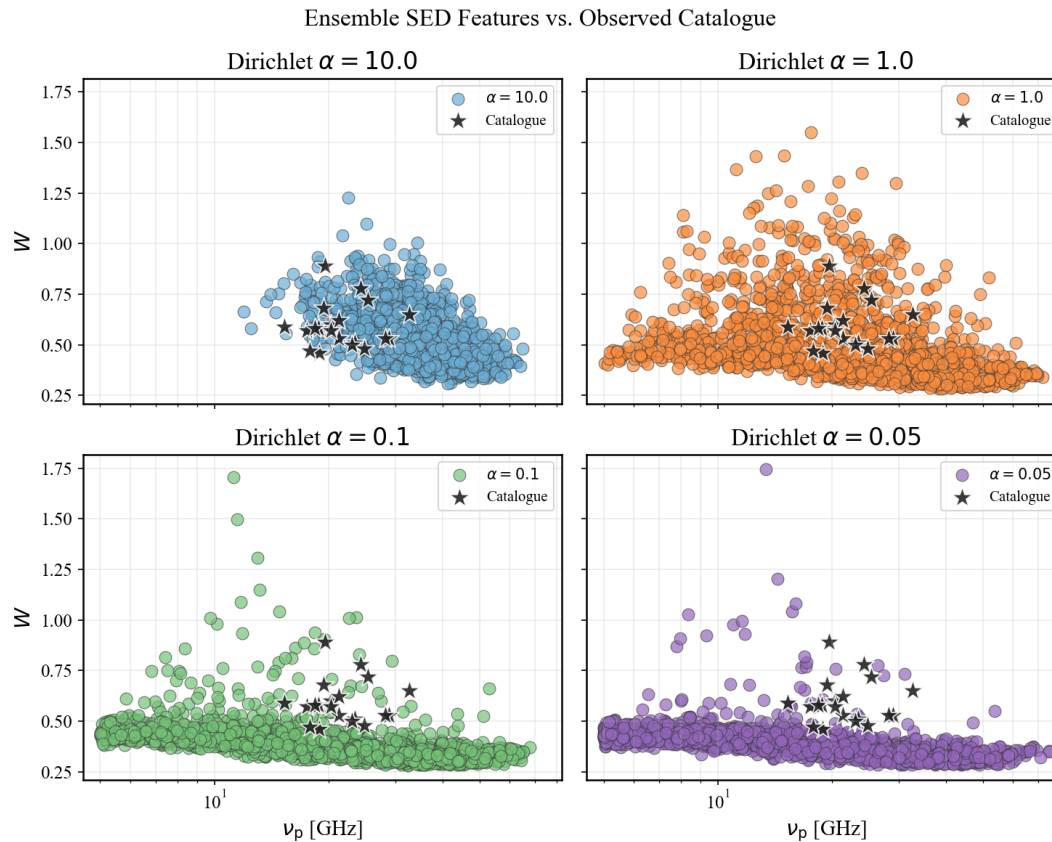 Ensemble SED Features vs. Observed Catalogue
Dirichlet α = 10.0
Dirichlet α = 1.0
1.75
1.50
1.25
1.00
0.75
0.50
0.25
W
α = 10.0
Catalogue
α = 1.0
Catalogue
Dirichlet α = 0.1
Dirichlet α = 0.05
1.75
1.50
1.25
1.00
0.75
0.50
0.25
W
α = 0.1
Catalogue
α = 0.05
Catalogue
10¹
10¹
νp [GHz]
νp [GHz]